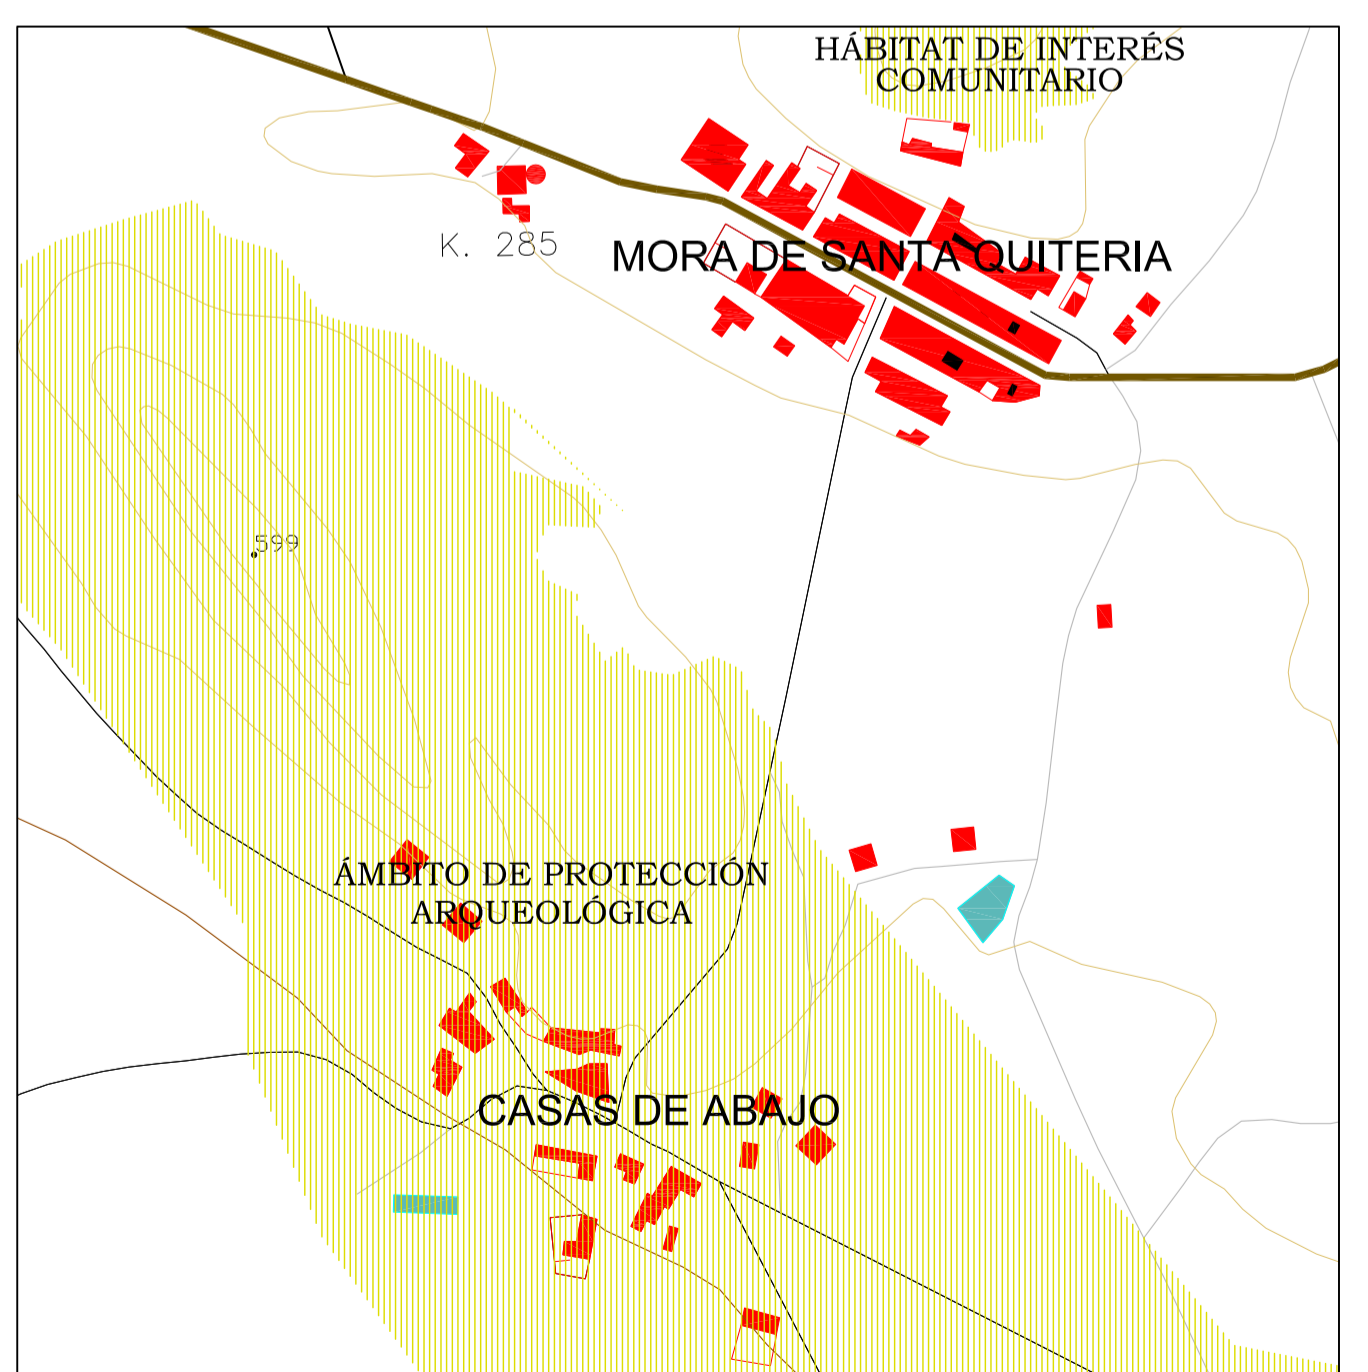 HÁBITAT DE INTERÉS
COMUNITARIO
K. 285
MORA DE SANTA QUITERIA
599
ÁMBITO DE PROTECCIÓN
ARQUEOLÓGICA
CASAS DE ABAJO